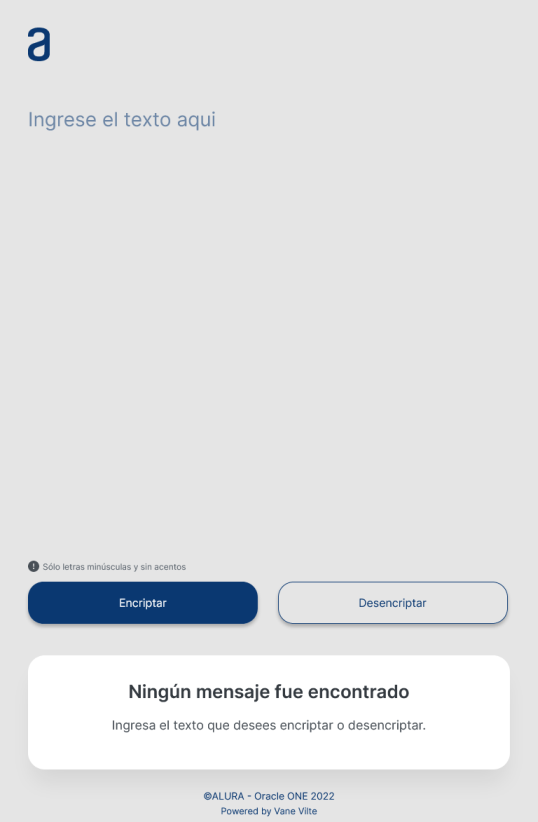 a
Ingrese el texto aqui
Sólo letras minúsculas y sin acentos
Encriptar
Desencriptar
Ningún mensaje fue encontrado
Ingresa el texto que desees encriptar o desencriptar.
©ALURA - Oracle ONE 2022
Powered by Vane Vilte